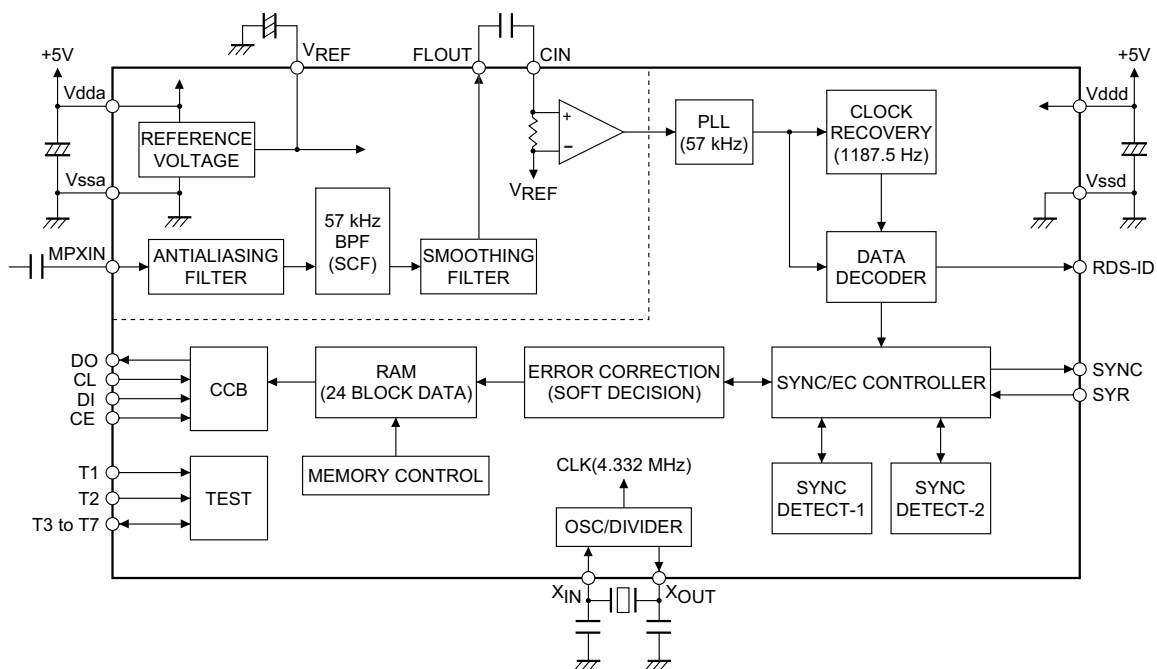 +5V
VREF
FLOUT
CIN
+5V
Vdda
REFERENCE
VOLTAGE
Vssa
+
−
VREF
PLL
(57 kHz)
CLOCK
RECOVERY
(1187.5 Hz)
Vddd
Vssd
MPXIN
ANTIALIASING
FILTER
57 kHz
BPF
(SCF)
SMOOTHING
FILTER
DATA
DECODER
RDS-ID
DO
CL
DI
CE
CCB
RAM
(24 BLOCK DATA)
ERROR CORRECTION
(SOFT DECISION)
SYNC/EC CONTROLLER
SYNC
SYR
T1
T2
T3 to T7
TEST
MEMORY CONTROL
CLK(4.332 MHz)
OSC/DIVIDER
SYNC
DETECT-1
SYNC
DETECT-2
XIN
XOUT